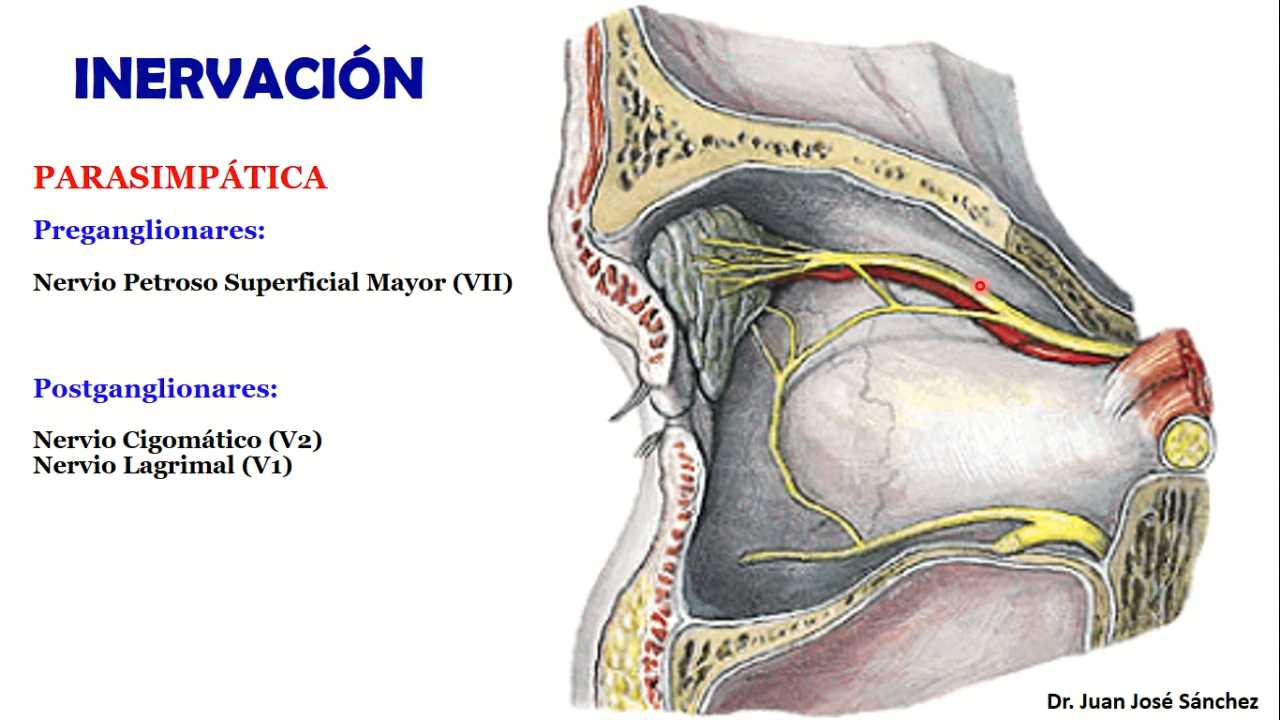 INERVACIÓN
PARASIMPÁTICA
Preganglionares:
Nervio Petroso Superficial Mayor (VII)
Postganglionares:
Nervio Cigomático (V2)
Nervio Lagrimal (V1)
Dr. Juan José Sánchez